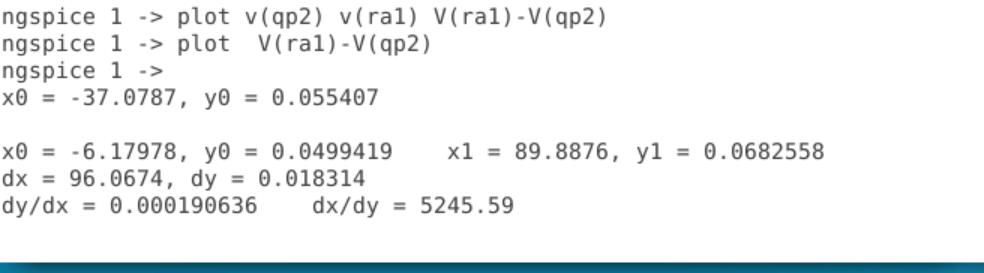 ngspice 1 -> plot v(qp2) v(ra1) V(ra1)-V(qp2)
ngspice 1 -> plot  V(ra1)-V(qp2)
ngspice 1 ->
x0 = -37.0787, y0 = 0.055407
x0 = -6.17978, y0 = 0.0499419    x1 = 89.8876, y1 = 0.0682558
dx = 96.0674, dy = 0.018314
dy/dx = 0.000190636    dx/dy = 5245.59